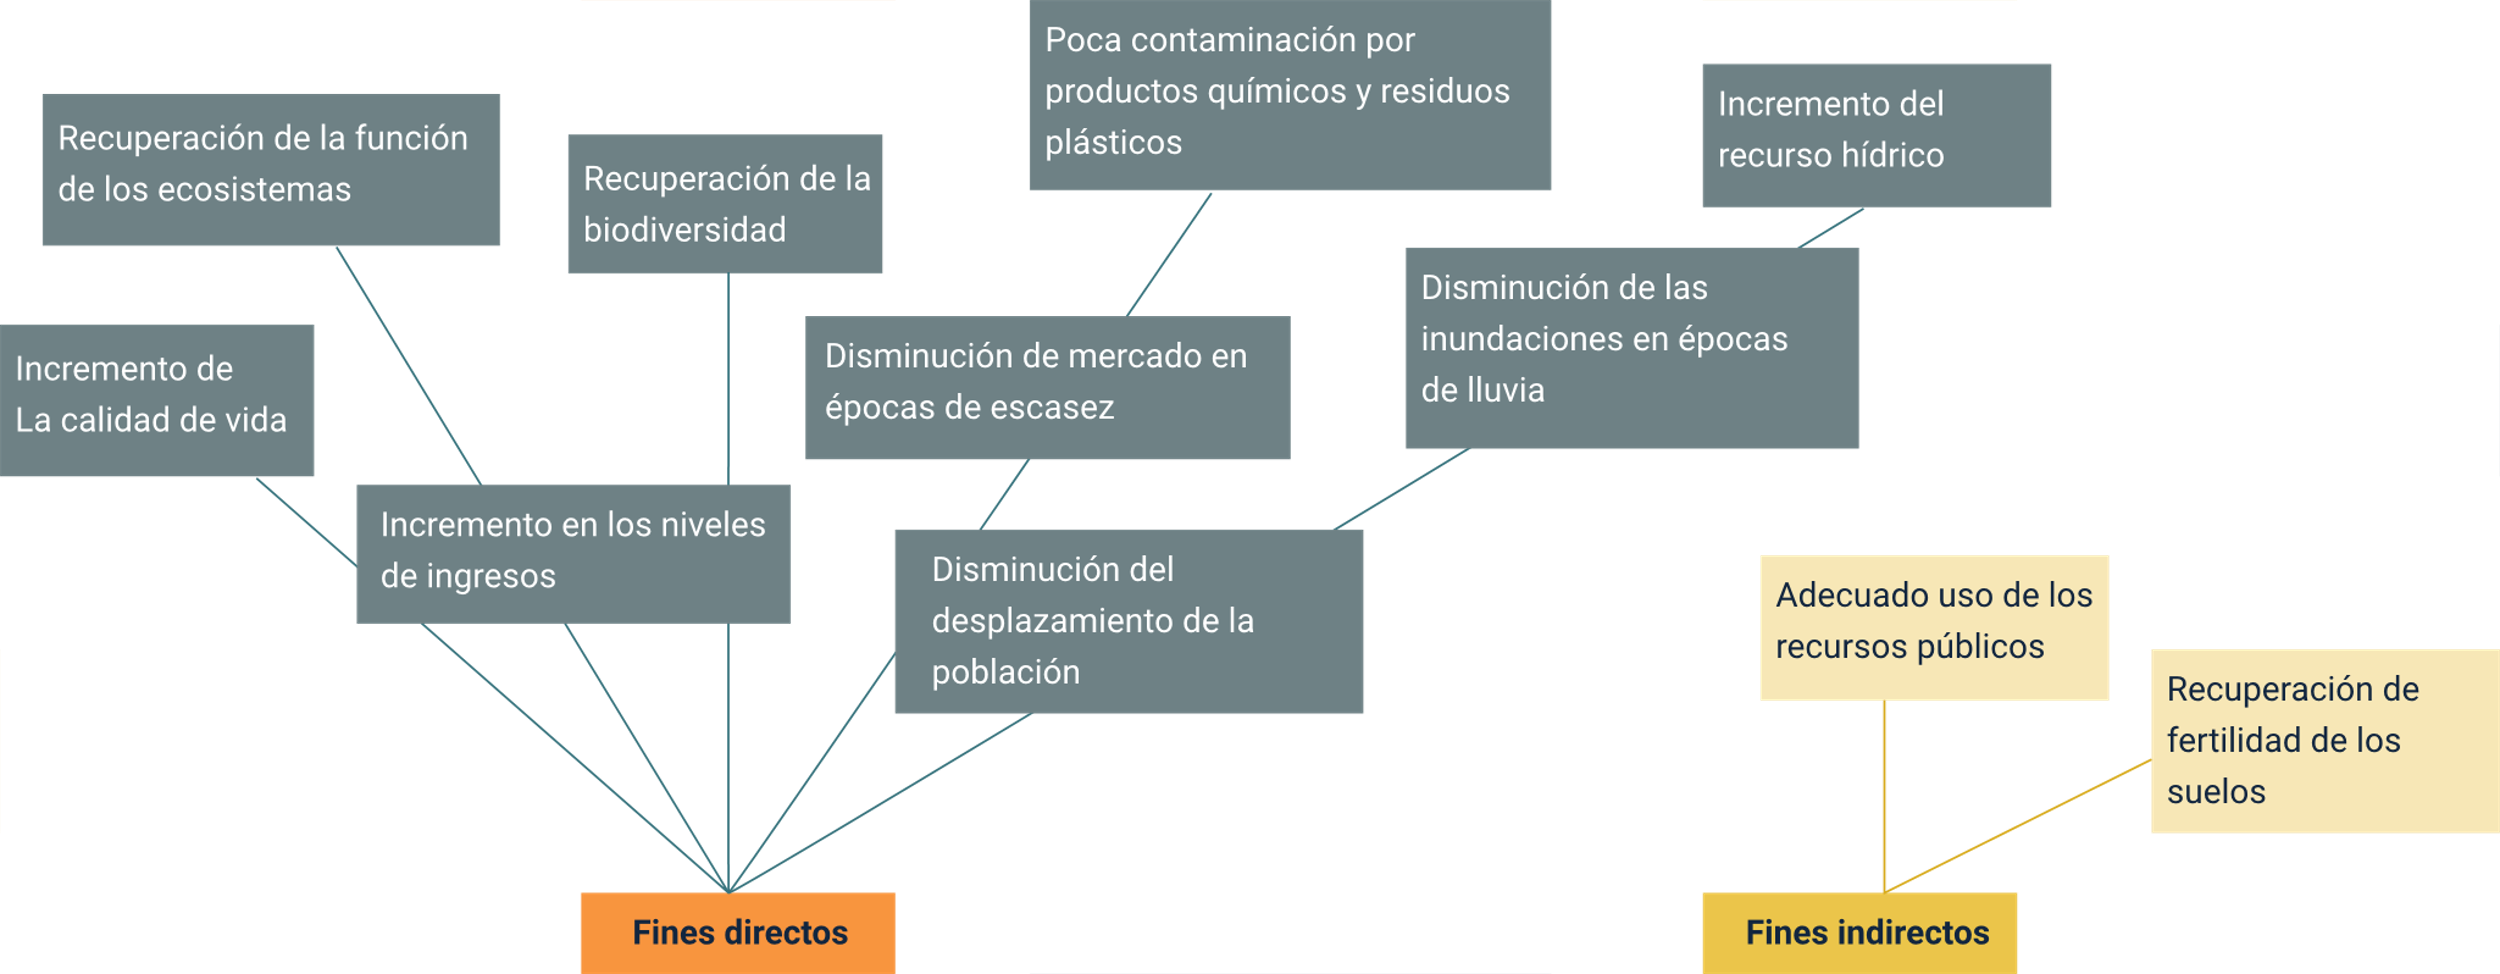 Poca contaminación por
productos químicos y residuos
plásticos
Incremento del
recurso hídrico
Recuperación de la función
de los ecosistemas
Recuperación de la
biodiversidad
Disminución de las
inundaciones en épocas
de lluvia
Incremento de
La calidad de vida
Disminución de mercado en
épocas de escasez
Incremento en los niveles
de ingresos
Disminución del
desplazamiento de la
población
Adecuado uso de los
recursos públicos
Recuperación de
fertilidad de los
suelos
Fines directos
Fines indirectos